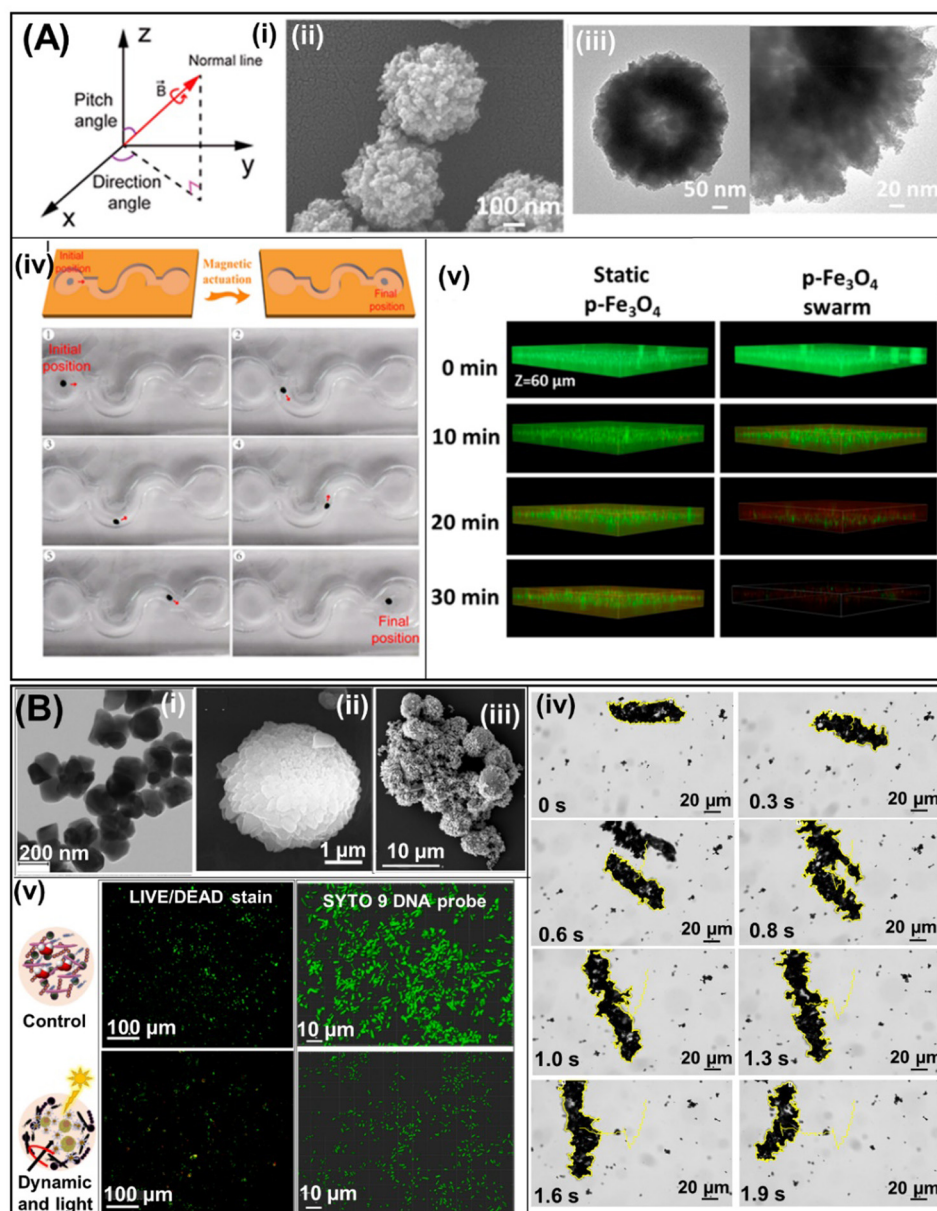 (A)
z
Normal line
B
Pitch
angle
y
Direction
angle
x
(i)
(ii)
100 nm
(iii)
50 nm
20 nm
(iv)
Initial
position
Magnetic
actuation
Final
position
1
Initial
position
2
3
4
5
6
Final
position
(v)
Static
p-Fe₃O₄
p-Fe₃O₄
swarm
0 min
Z=60 µm
10 min
20 min
30 min
(B)
(i)
200 nm
(ii)
1 µm
(iii)
10 µm
(iv)
0 s
20 µm
0.3 s
20 µm
0.6 s
20 µm
0.8 s
20 µm
1.0 s
20 µm
1.3 s
20 µm
1.6 s
20 µm
1.9 s
20 µm
(v)
LIVE/DEAD stain
SYTO 9 DNA probe
Control
100 µm
10 µm
Dynamic
and light
100 µm
10 µm